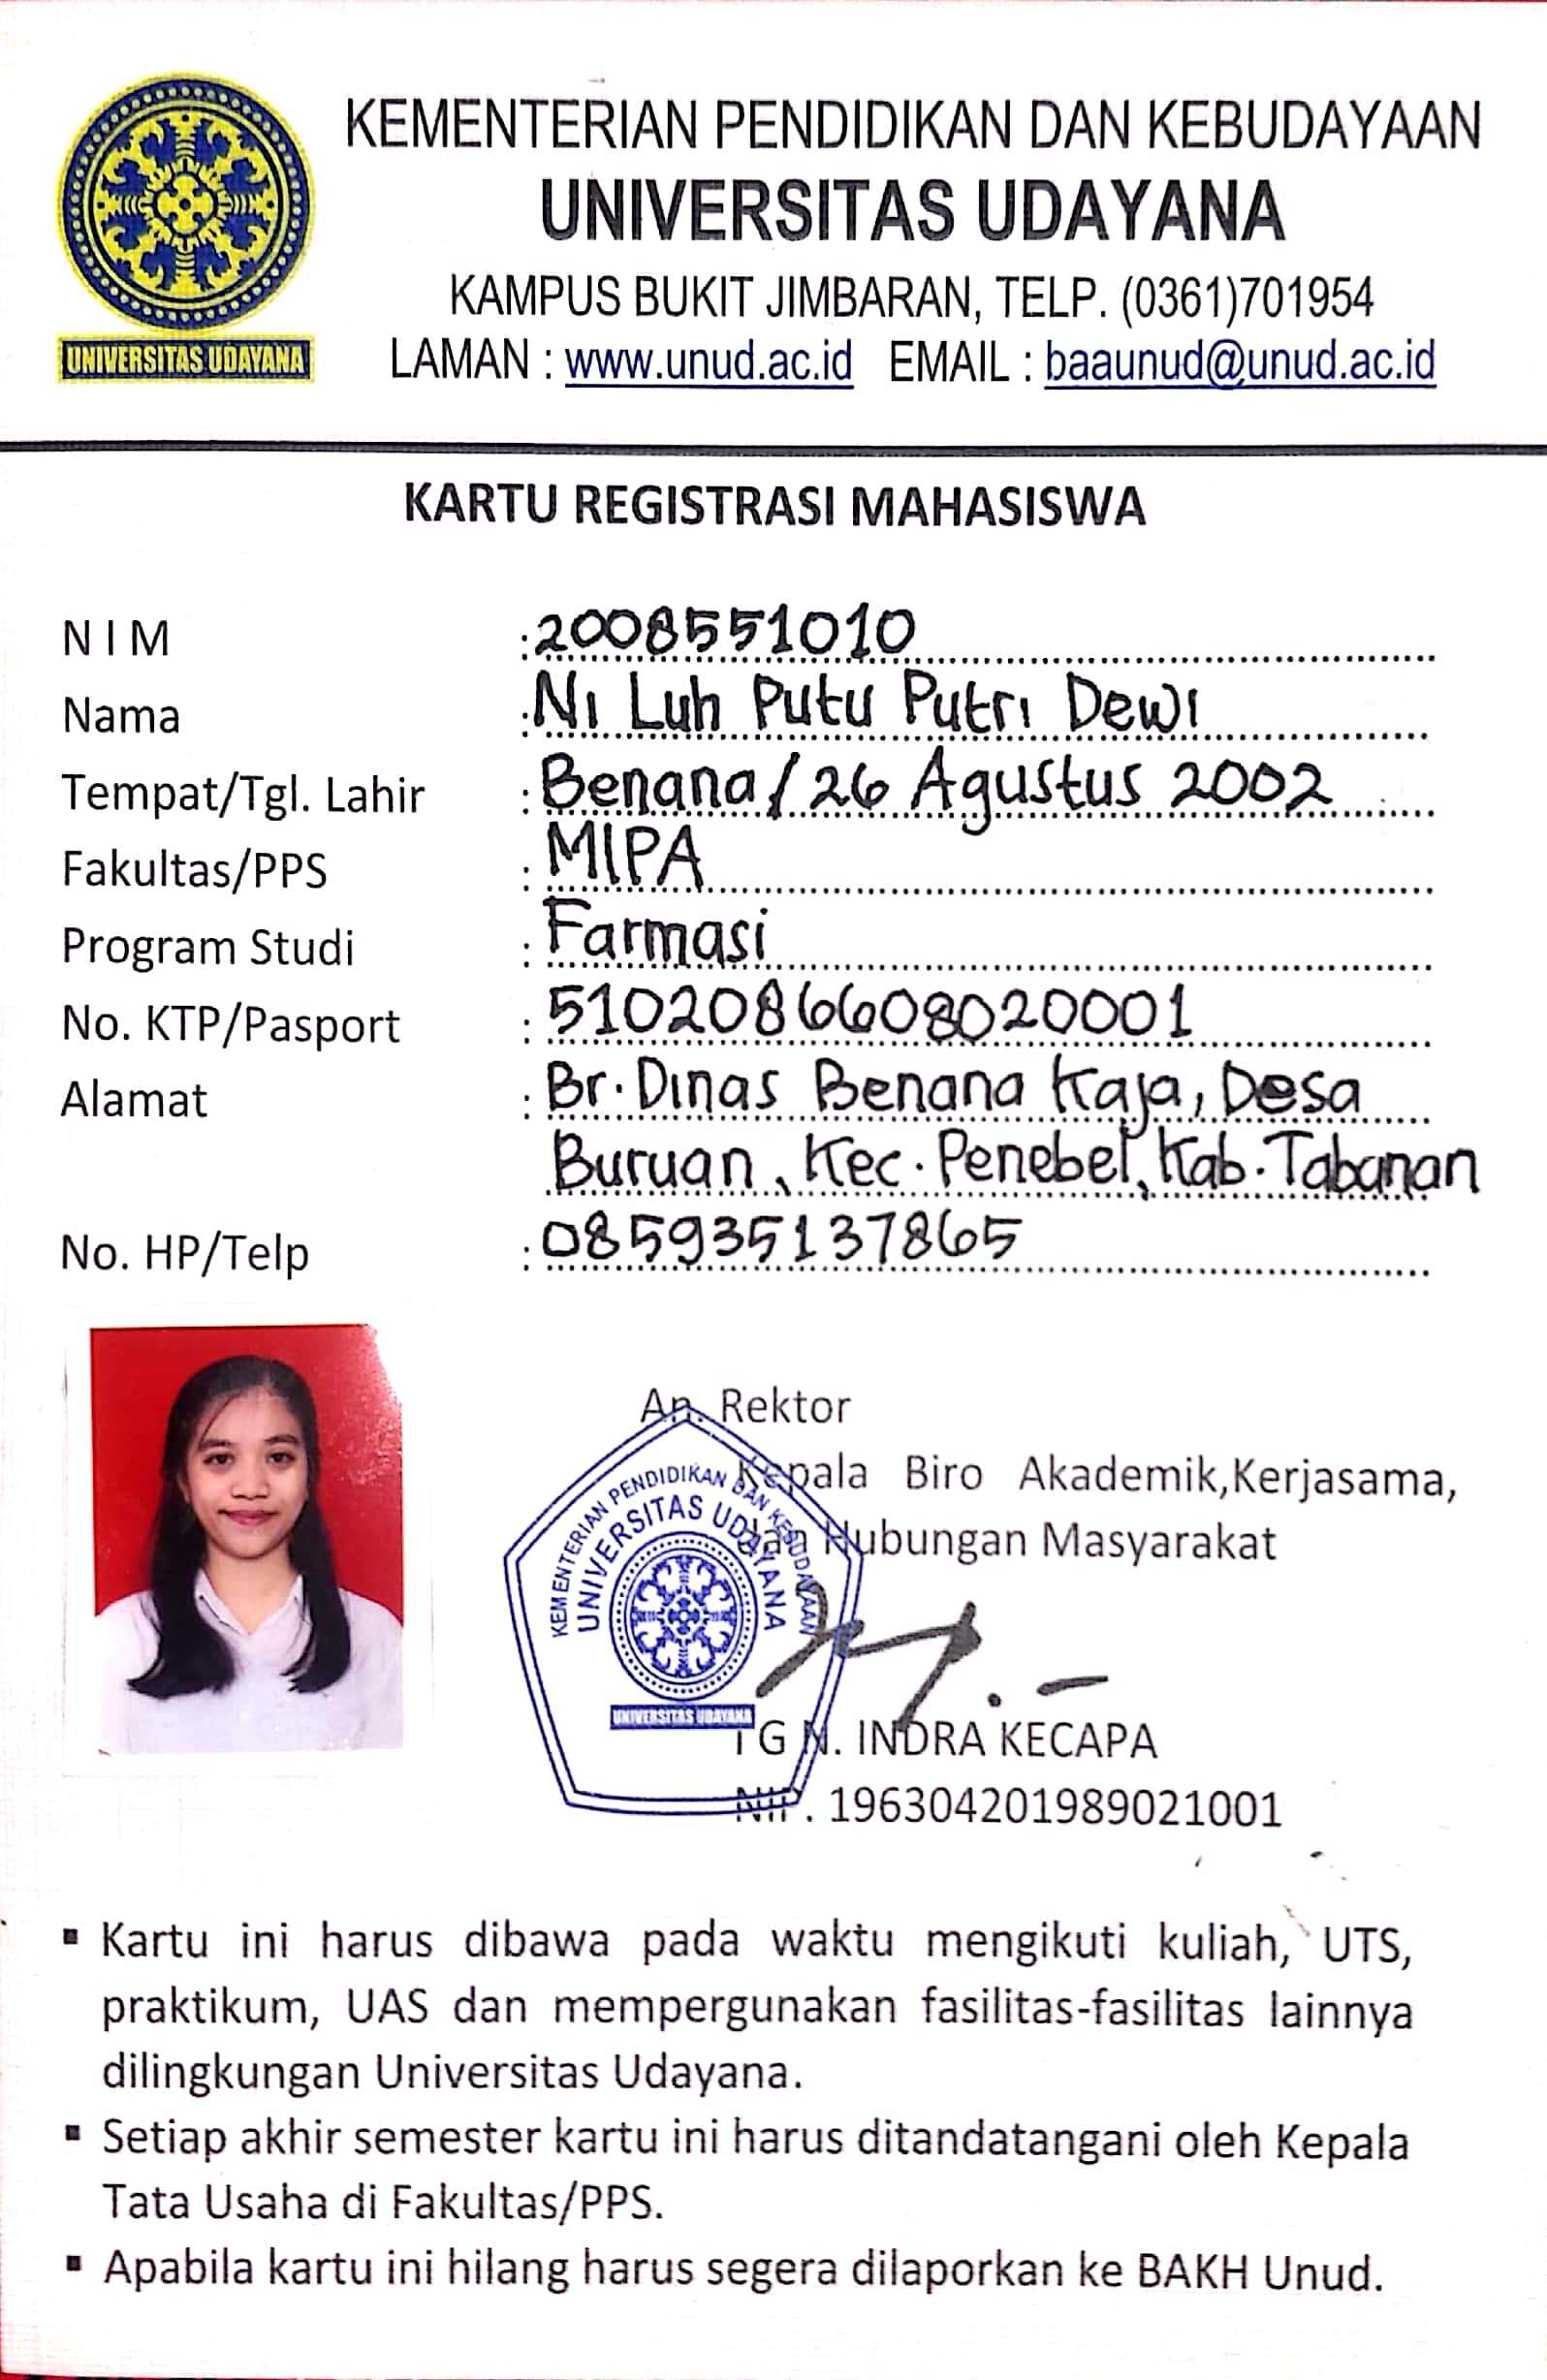 KEMENTERIAN PENDIDIKAN DAN KEBUDAYAAN
UNIVERSITAS UDAYANA
KAMPUS BUKIT JIMBARAN, TELP. (0361)701954
LAMAN : www.unud.ac.id EMAIL : baaunud@unud.ac.id
UNIVERSITAS UDAYANA
KARTU REGISTRASI MAHASISWA
N I M : 2008551010
Nama : Ni Luh Putu Putri Dewi
Tempat/Tgl. Lahir : Benana / 26 Agustus 2002
Fakultas/PPS : MIPA
Program Studi : Farmasi
No. KTP/Pasport : 5102086608020001
Alamat : Br. Dinas Benana Kaja, Desa
Buruan, Kec. Penebel, Kab. Tabanan
No. HP/Telp : 085935137865
An. Rektor
Kepala Biro Akademik,Kerjasama,
dan Hubungan Masyarakat
KEMENTERIAN PENDIDIKAN DAN KEBUDAYAAN
UNIVERSITAS UDAYANA
UNIVERSITAS UDAYANA
I G N. INDRA KECAPA
NIP. 196304201989021001
▪ Kartu ini harus dibawa pada waktu mengikuti kuliah, UTS,
praktikum, UAS dan mempergunakan fasilitas-fasilitas lainnya
dilingkungan Universitas Udayana.
▪ Setiap akhir semester kartu ini harus ditandatangani oleh Kepala
Tata Usaha di Fakultas/PPS.
▪ Apabila kartu ini hilang harus segera dilaporkan ke BAKH Unud.